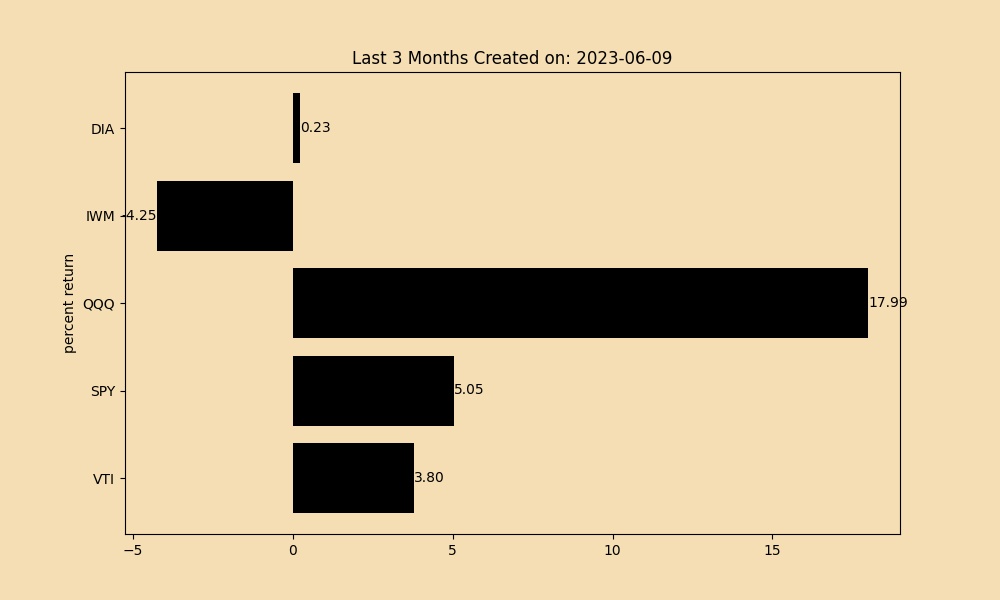 Last 3 Months Created on: 2023-06-09
percent return
DIA 0.23
IWM -4.25
QQQ 17.99
SPY 5.05
VTI 3.80
−5 0 5 10 15